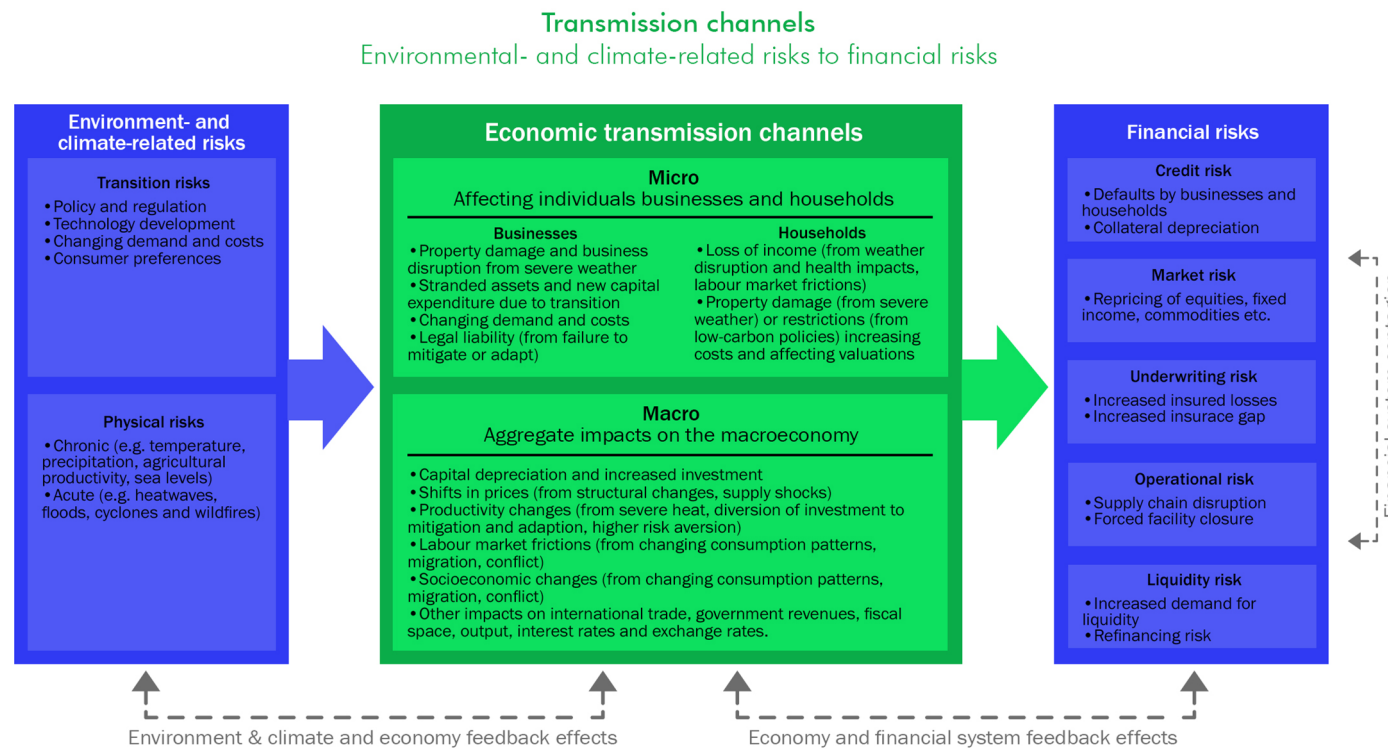 Transmission channels
Environmental- and climate-related risks to financial risks
Environment- and
climate-related risks
Transition risks
•Policy and regulation
•Technology development
•Changing demand and costs
•Consumer preferences
Physical risks
•Chronic (e.g. temperature,
precipitation, agricultural
productivity, sea levels)
•Acute (e.g. heatwaves,
floods, cyclones and wildfires)
Economic transmission channels
Micro
Affecting individuals businesses and households
Businesses
•Property damage and business
disruption from severe weather
•Stranded assets and new capital
expenditure due to transition
•Changing demand and costs
•Legal liability (from failure to
mitigate or adapt)
Households
•Loss of income (from weather
disruption and health impacts,
labour market frictions)
•Property damage (from severe
weather) or restrictions (from
low-carbon policies) increasing
costs and affecting valuations
Macro
Aggregate impacts on the macroeconomy
•Capital depreciation and increased investment
•Shifts in prices (from structural changes, supply shocks)
•Productivity changes (from severe heat, diversion of investment to
mitigation and adaption, higher risk aversion)
•Labour market frictions (from changing consumption patterns,
migration, conflict)
•Socioeconomic changes (from changing consumption patterns,
migration, conflict)
•Other impacts on international trade, government revenues, fiscal
space, output, interest rates and exchange rates.
Financial risks
Credit risk
•Defaults by businesses and
households
•Collateral depreciation
Market risk
•Repricing of equities, fixed
income, commodities etc.
Underwriting risk
•Increased insured losses
•Increased insurace gap
Operational risk
•Supply chain disruption
•Forced facility closure
Liquidity risk
•Increased demand for
liquidity
•Refinancing risk
Environment & climate and economy feedback effects
Economy and financial system feedback effects